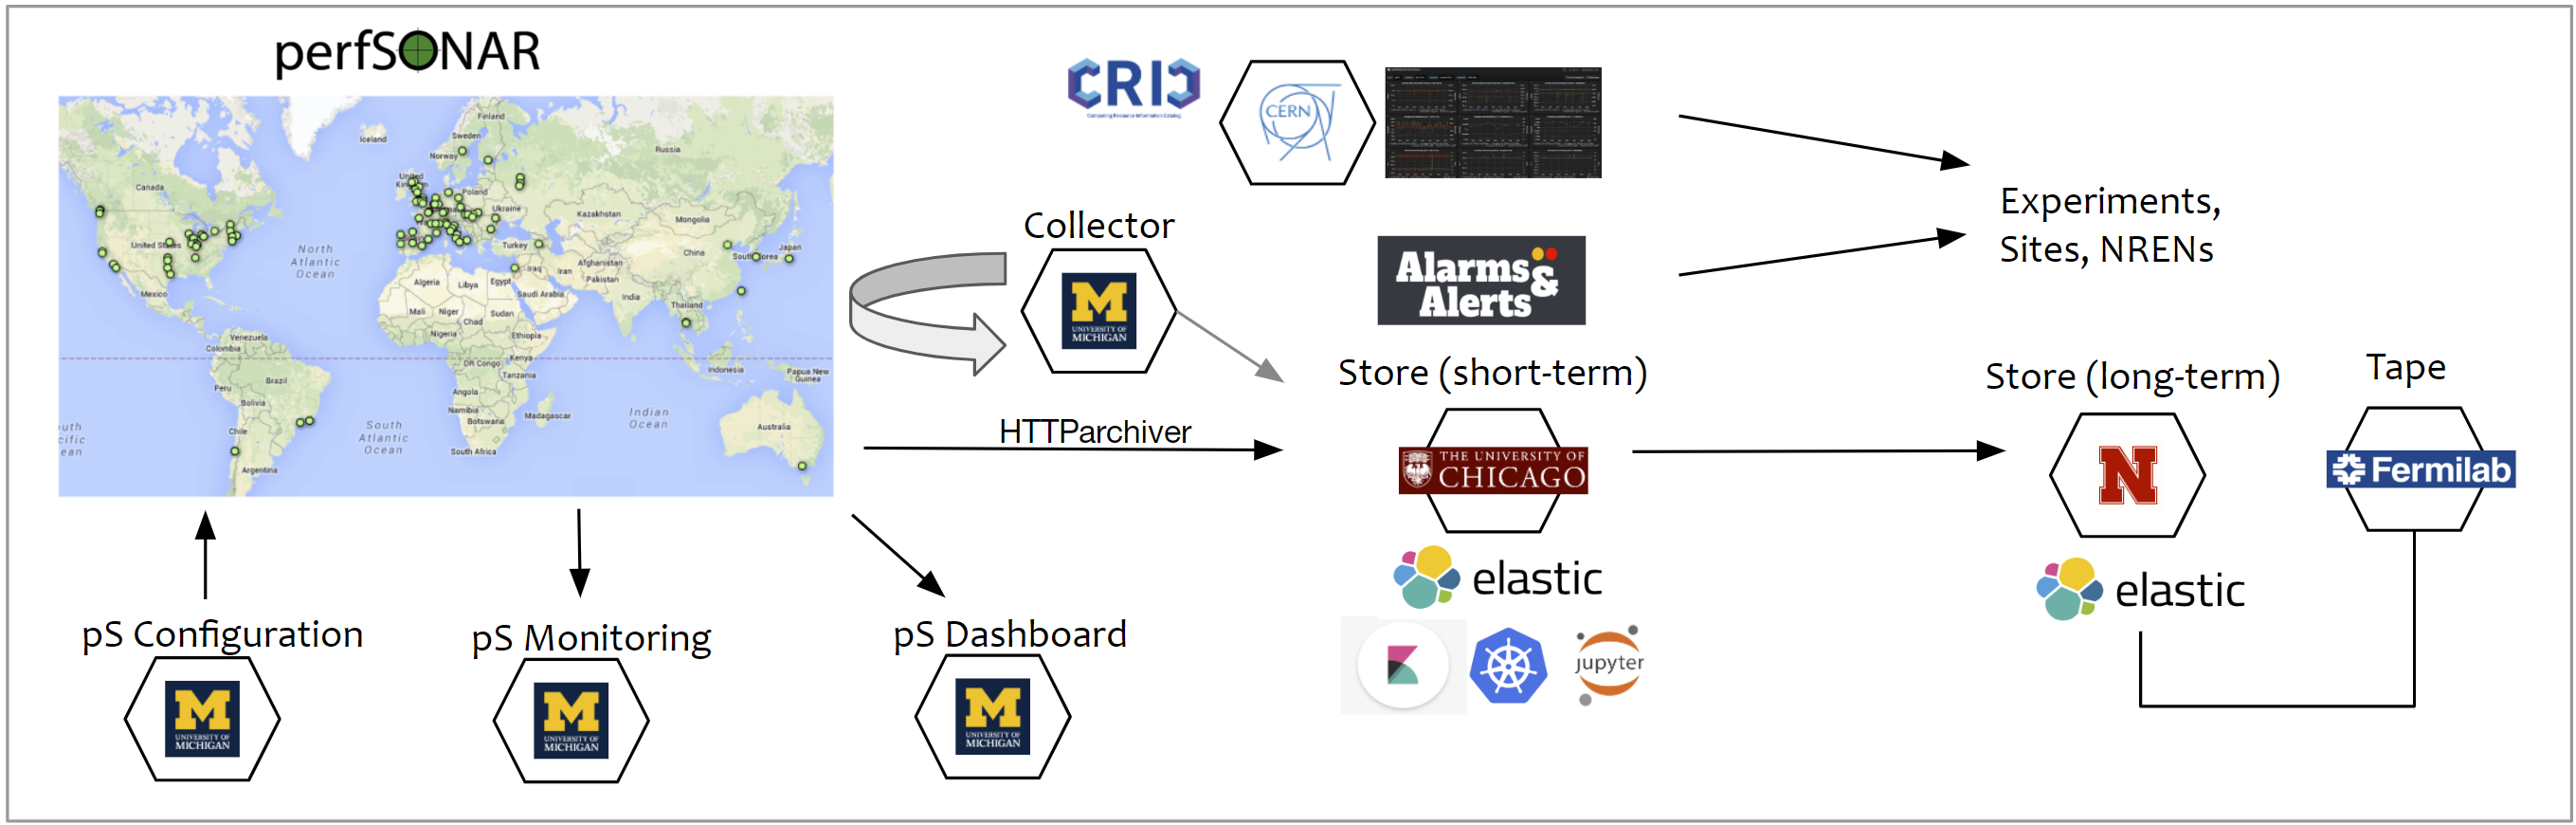 perfSONAR
CRIC
Computing Resource Information Catalog
CERN
Experiments,
Sites, NRENs
Collector
UNIVERSITY OF
MICHIGAN
Alarms &
Alerts
Store (short-term)
Store (long-term)
Tape
HTTParchiver
THE UNIVERSITY OF
CHICAGO
N
Fermilab
elastic
elastic
jupyter
pS Configuration
pS Monitoring
pS Dashboard
M
UNIVERSITY OF
MICHIGAN
M
UNIVERSITY OF
MICHIGAN
M
UNIVERSITY OF
MICHIGAN
M
Finland
Iceland
Sweden
Norway
Russia
Canada
United
Kingdom
Poland
Ukraine
Kazakhstan
Mongolia
United States
North
Atlantic
Ocean
Turkey
China
South Korea
Japan
Iraq
Iran
Afghanistan
Pakistan
Algeria
Libya
Egypt
Saudi Arabia
India
Mexico
Mali
Niger
Chad
Sudan
Thailand
Nigeria
Ethiopia
Venezuela
Colombia
DR Congo
Kenya
Tanzania
Indonesia
Papua New
Guinea
Brazil
Peru
Angola
Bolivia
Namibia
Botswana
Madagascar
Indian
Ocean
Chile
South
Atlantic
Ocean
Australia
South Africa
Argentina
uth
cific
ean